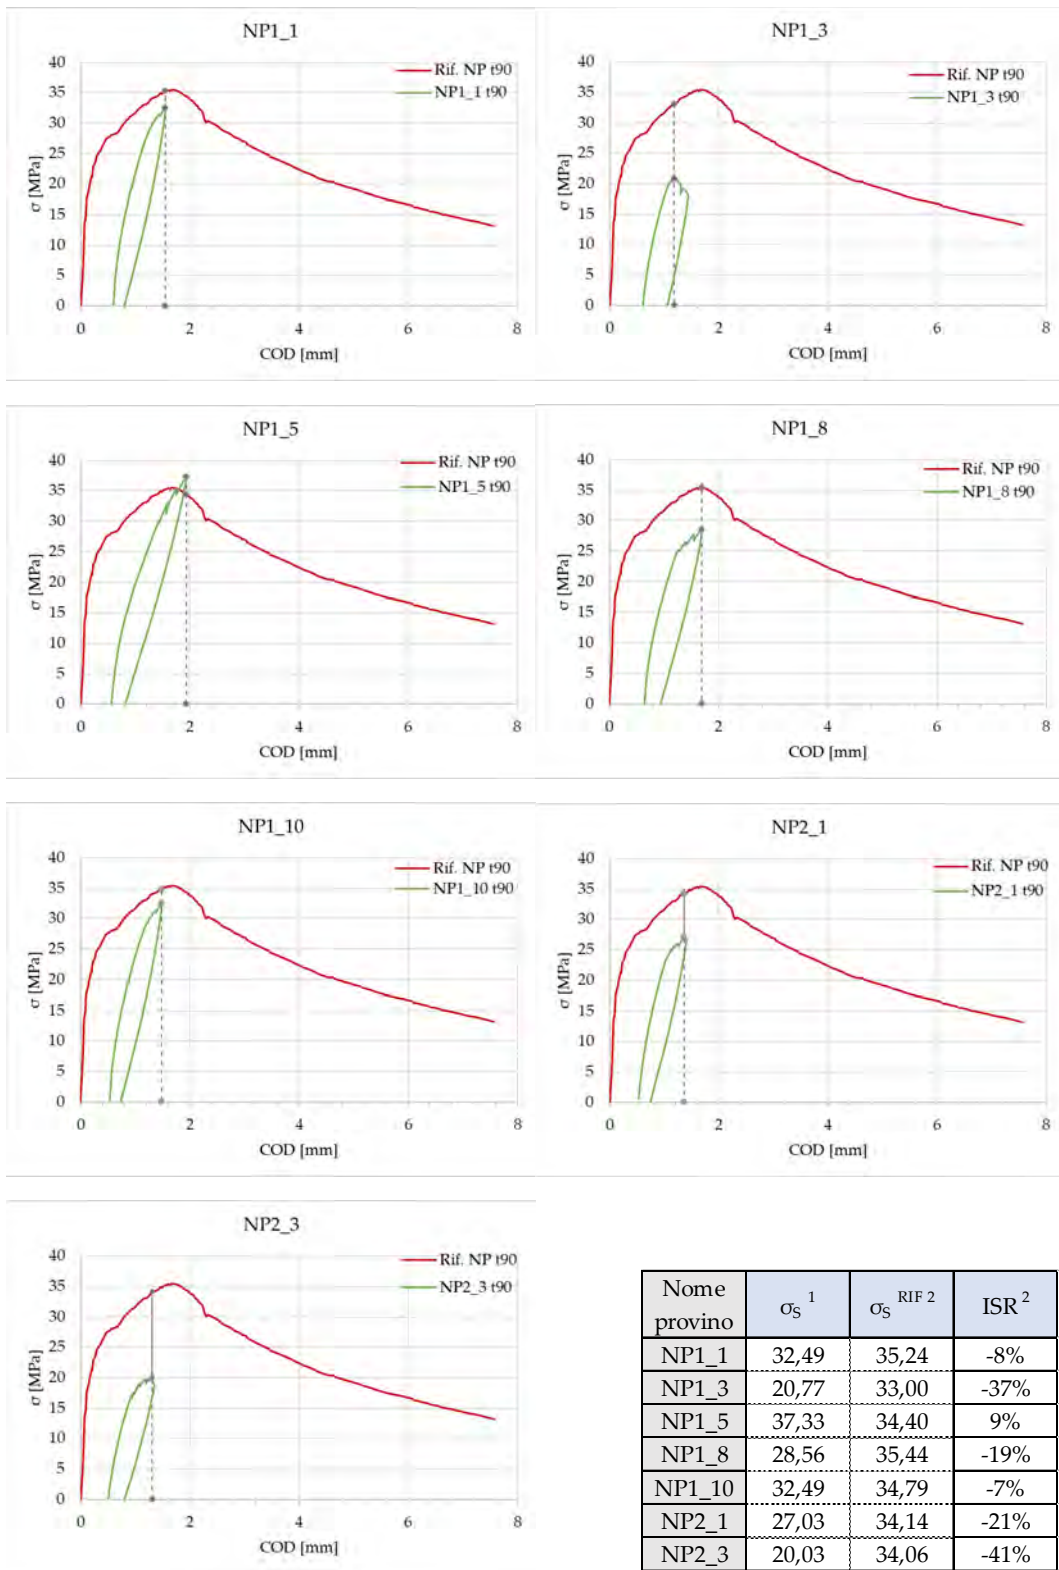 NP1_1
Rif. NP t90
NP1_1 t90
σ [MPa]
40
35
30
25
20
15
10
5
0
0 2 4 6 8
COD [mm]
NP1_3
Rif. NP t90
NP1_3 t90
σ [MPa]
40
35
30
25
20
15
10
5
0
0 2 4 6 8
COD [mm]
NP1_5
Rif. NP t90
NP1_5 t90
σ [MPa]
40
35
30
25
20
15
10
5
0
0 2 4 6 8
COD [mm]
NP1_8
Rif. NP t90
NP1_8 t90
σ [MPa]
40
35
30
25
20
15
10
5
0
0 2 4 6 8
COD [mm]
NP1_10
Rif. NP t90
NP1_10 t90
σ [MPa]
40
35
30
25
20
15
10
5
0
0 2 4 6 8
COD [mm]
NP2_1
Rif. NP t90
NP2_1 t90
σ [MPa]
40
35
30
25
20
15
10
5
0
0 2 4 6 8
COD [mm]
NP2_3
Rif. NP t90
NP2_3 t90
σ [MPa]
40
35
30
25
20
15
10
5
0
0 2 4 6 8
COD [mm]
Nome provino σS 1 σS RIF 2 ISR 2
NP1_1 32,49 35,24 -8%
NP1_3 20,77 33,00 -37%
NP1_5 37,33 34,40 9%
NP1_8 28,56 35,44 -19%
NP1_10 32,49 34,79 -7%
NP2_1 27,03 34,14 -21%
NP2_3 20,03 34,06 -41%